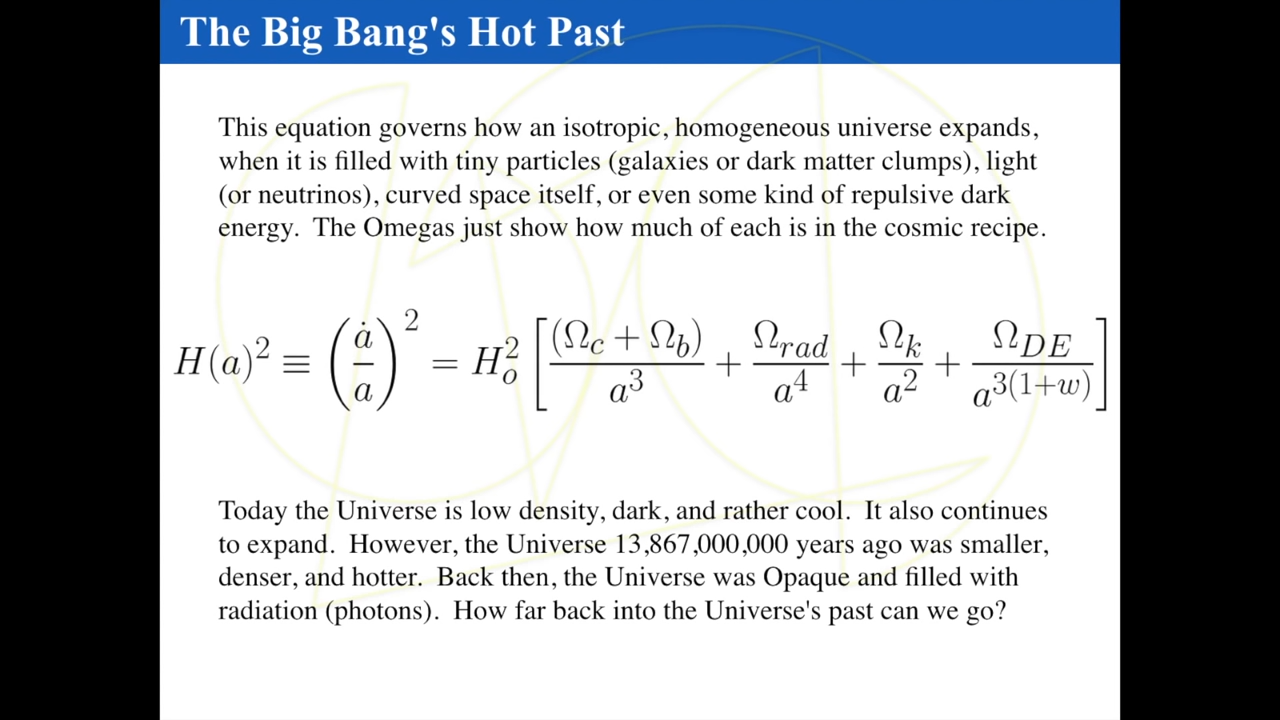 The Big Bang's Hot Past
This equation governs how an isotropic, homogeneous universe expands,
when it is filled with tiny particles (galaxies or dark matter clumps), light
(or neutrinos), curved space itself, or even some kind of repulsive dark
energy.  The Omegas just show how much of each is in the cosmic recipe.
H(a)² ≡ (ȧ/a)² = H_o² [(Ω_c + Ω_b)/a³ + Ω_rad/a⁴ + Ω_k/a² + Ω_DE/a^{3(1+w)}]
Today the Universe is low density, dark, and rather cool.  It also continues
to expand.  However, the Universe 13,867,000,000 years ago was smaller,
denser, and hotter.  Back then, the Universe was Opaque and filled with
radiation (photons).  How far back into the Universe's past can we go?